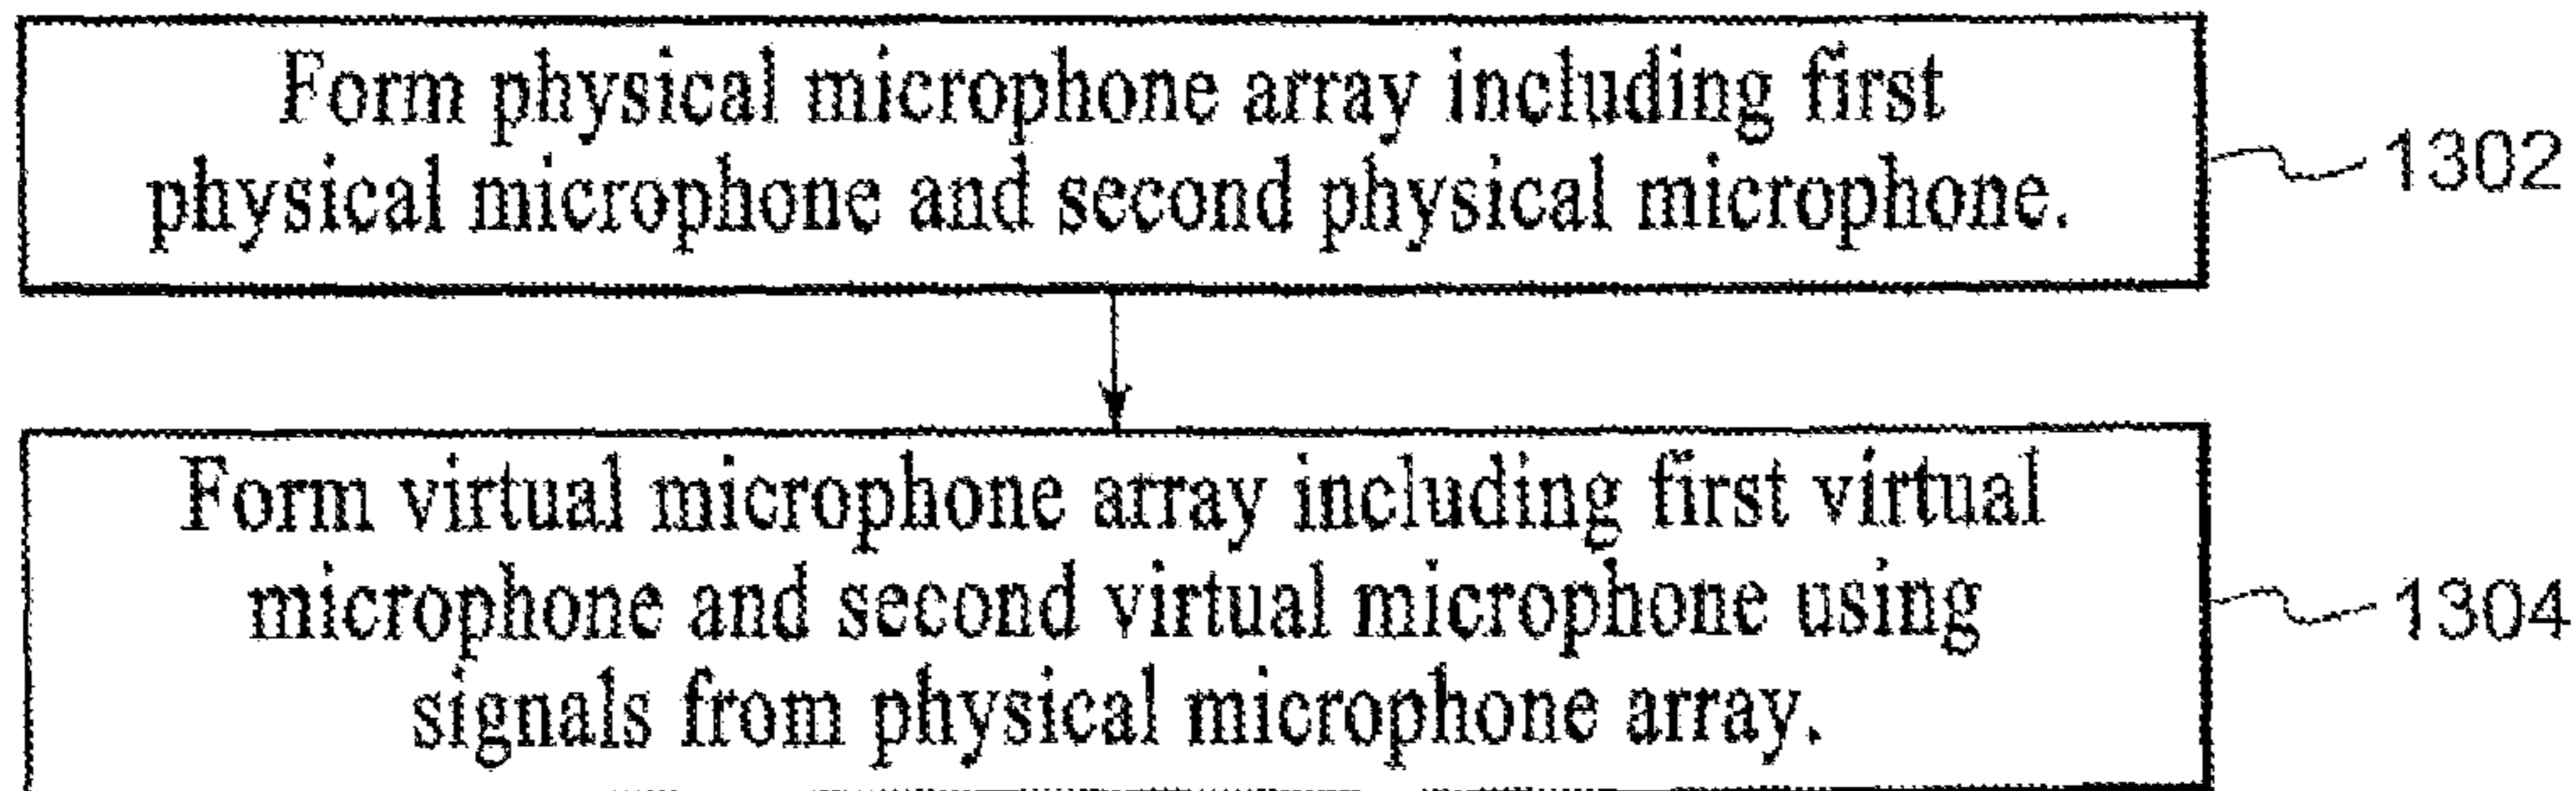 Form physical microphone array including first
physical microphone and second physical microphone.
1302
Form virtual microphone array including first virtual
microphone and second virtual microphone using
signals from physical microphone array.
1304